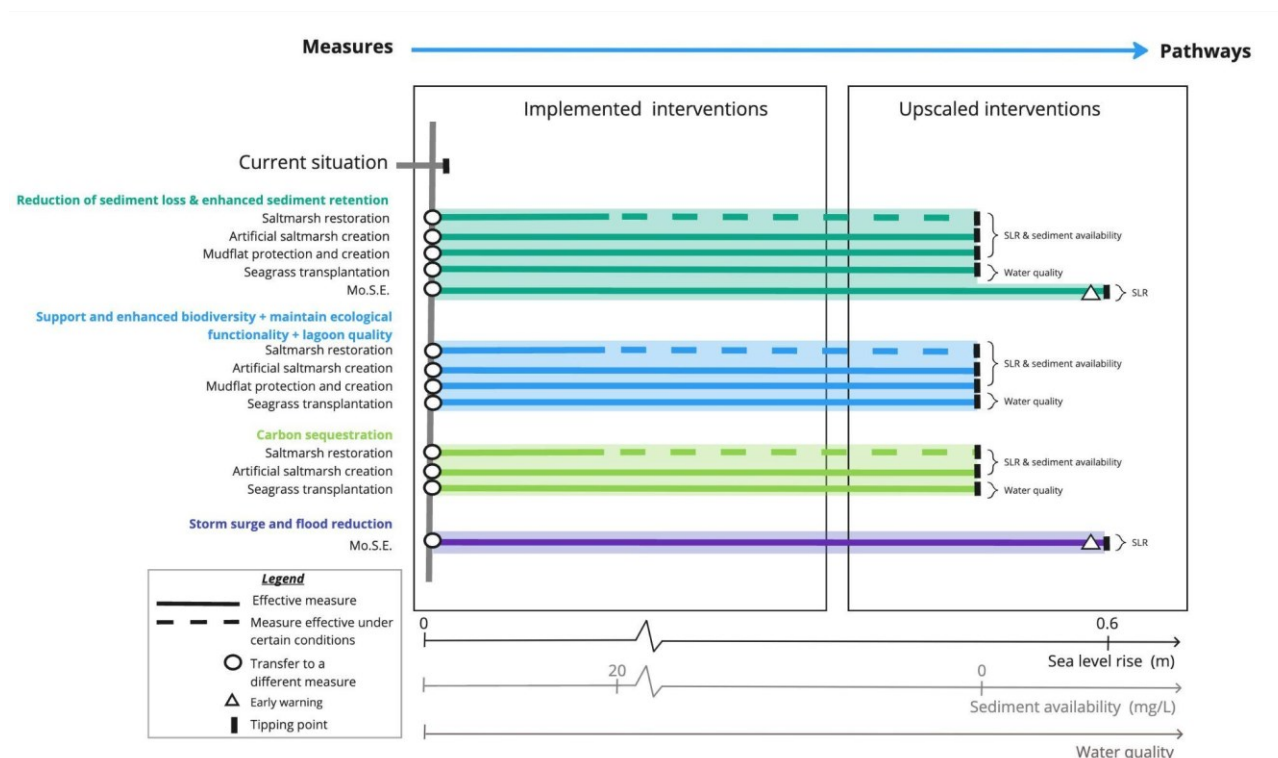 Measures
Pathways
Implemented interventions
Upscaled interventions
Current situation
Reduction of sediment loss & enhanced sediment retention
Saltmarsh restoration
Artificial saltmarsh creation
Mudflat protection and creation
SLR & sediment availability
Seagrass transplantation
Water quality
Mo.S.E.
SLR
Support and enhanced biodiversity + maintain ecological
functionality + lagoon quality
Saltmarsh restoration
Artificial saltmarsh creation
Mudflat protection and creation
SLR & sediment availability
Seagrass transplantation
Water quality
Carbon sequestration
Saltmarsh restoration
Artificial saltmarsh creation
SLR & sediment availability
Seagrass transplantation
Water quality
Storm surge and flood reduction
Mo.S.E.
SLR
Legend
Effective measure
Measure effective under
certain conditions
Transfer to a
different measure
Early warning
Tipping point
0
0.6
Sea level rise (m)
20
0
Sediment availability (mg/L)
Water quality